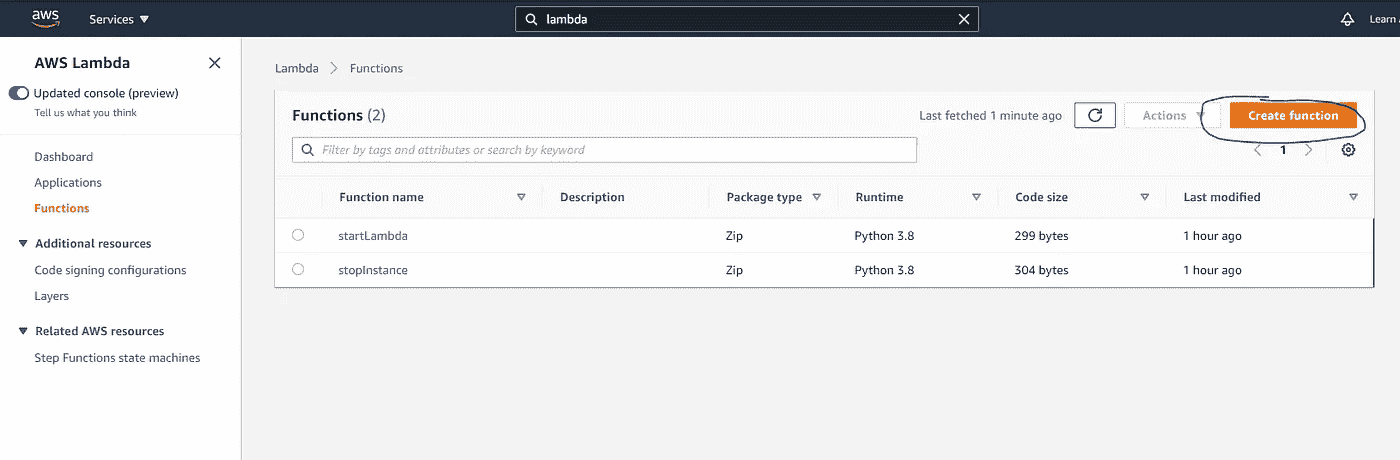 aws Services lambda Learn
AWS Lambda
Updated console (preview)
Tell us what you think
Dashboard
Applications
Functions
Additional resources
Code signing configurations
Layers
Related AWS resources
Step Functions state machines
Lambda Functions
Functions (2) Last fetched 1 minute ago Actions Create function
Filter by tags and attributes or search by keyword
1
Function name Description Package type Runtime Code size Last modified
startLambda Zip Python 3.8 299 bytes 1 hour ago
stopInstance Zip Python 3.8 304 bytes 1 hour ago